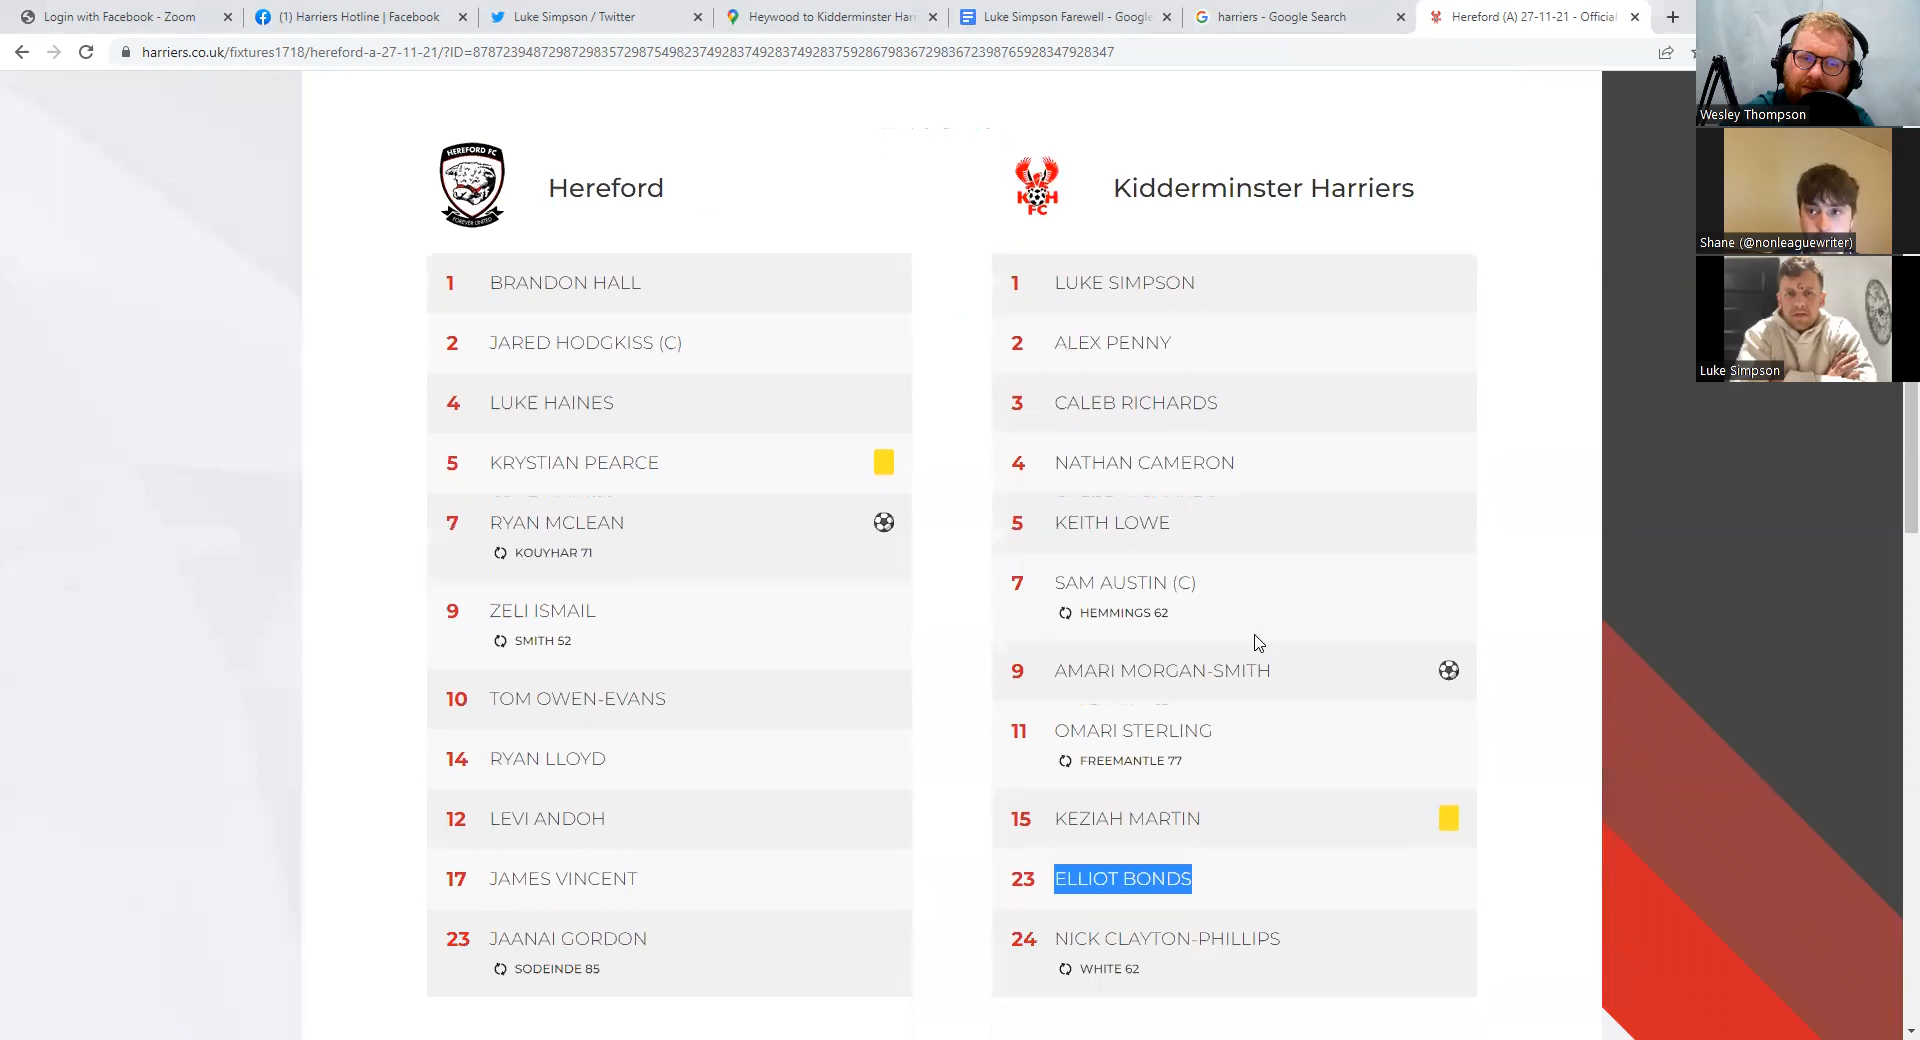 Login with Facebook - Zoom
(1) Harriers Hotline | Facebook
Luke Simpson / Twitter
Heywood to Kidderminster Harr
Luke Simpson Farewell - Google
harriers - Google Search
Hereford (A) 27-11-21 - Official
harriers.co.uk/fixtures1718/hereford-a-27-11-21/?ID=
Wesley Thompson
Shane (@nonleaguewriter)
Luke Simpson
HEREFORD FC
FOREVER UNITED
Hereford
KH
FC
Kidderminster Harriers
1 BRANDON HALL
2 JARED HODGKISS (C)
4 LUKE HAINES
5 KRYSTIAN PEARCE
7 RYAN MCLEAN
KOUYHAR 71
9 ZELI ISMAIL
SMITH 52
10 TOM OWEN-EVANS
14 RYAN LLOYD
12 LEVI ANDOH
17 JAMES VINCENT
23 JAANAI GORDON
SODEINDE 85
1 LUKE SIMPSON
2 ALEX PENNY
3 CALEB RICHARDS
4 NATHAN CAMERON
5 KEITH LOWE
7 SAM AUSTIN (C)
HEMMINGS 62
9 AMARI MORGAN-SMITH
11 OMARI STERLING
FREEMANTLE 77
15 KEZIAH MARTIN
23 ELLIOT BONDS
24 NICK CLAYTON-PHILLIPS
WHITE 62